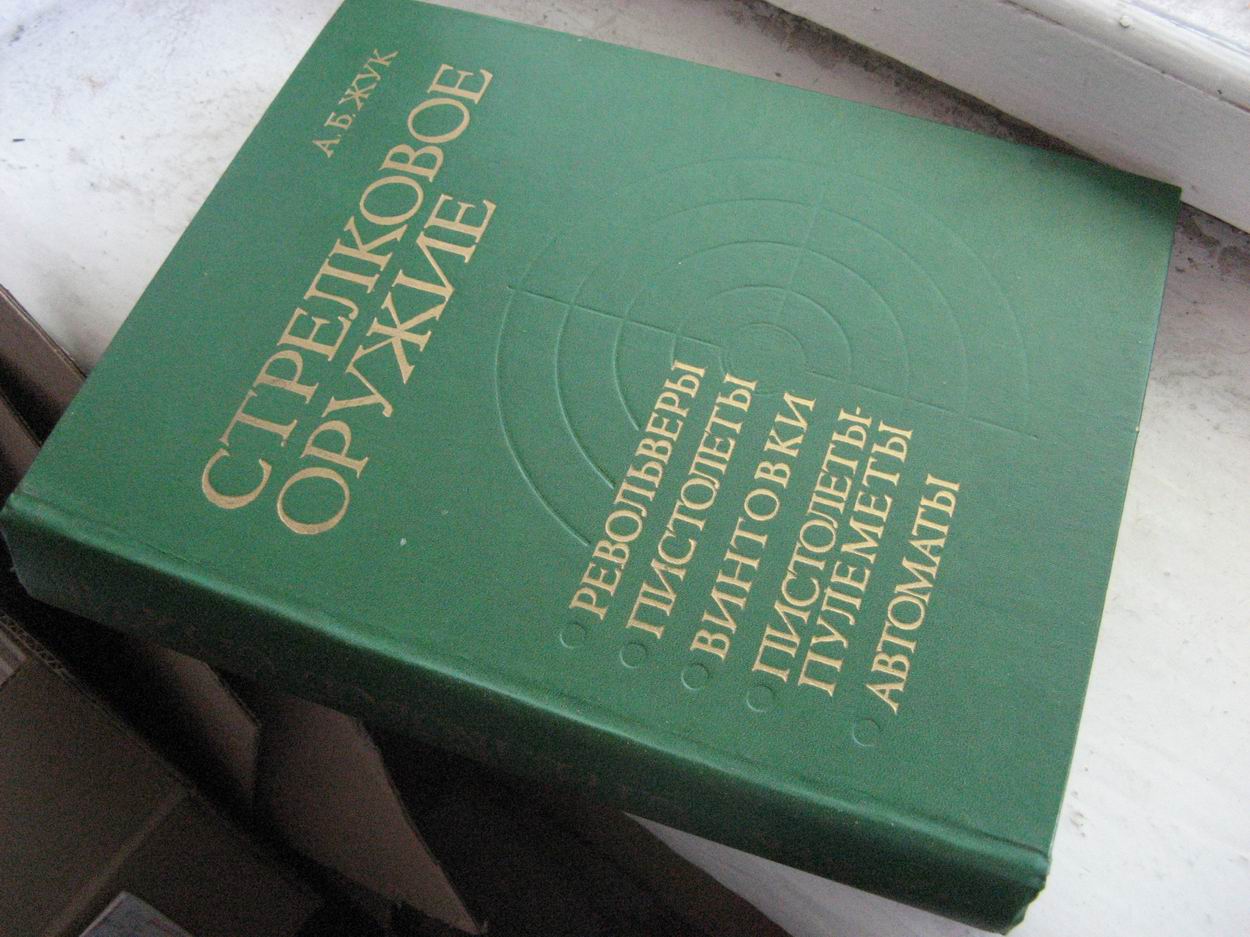 А. Б. ЖУК
СТРЕЛКОВОЕ
ОРУЖИЕ
РЕВОЛЬВЕРЫ
ПИСТОЛЕТЫ
ВИНТОВКИ
ПИСТОЛЕТЫ-
ПУЛЕМЕТЫ
АВТОМАТЫ